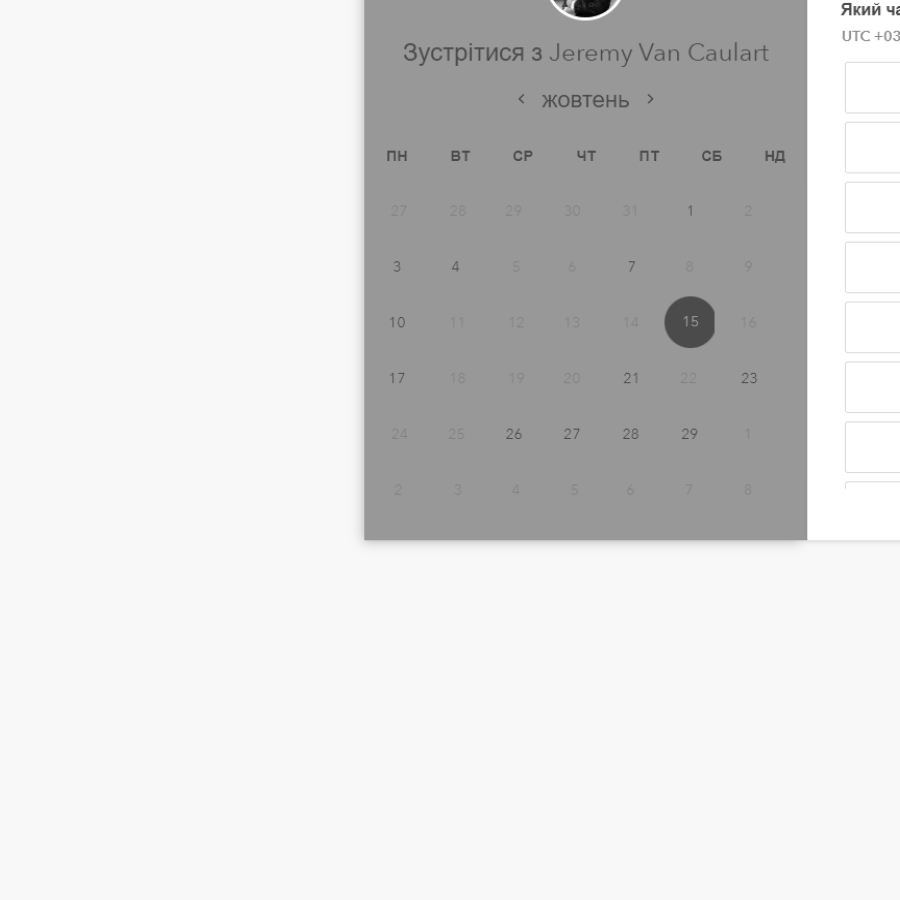 Зустрітися з Jeremy Van Caulart
жовтень
ПН ВТ СР ЧТ ПТ СБ НД
27 28 29 30 31 1 2
3 4 5 6 7 8 9
10 11 12 13 14 15 16
17 18 19 20 21 22 23
24 25 26 27 28 29 1
2 3 4 5 6 7 8
Який
UTC +03